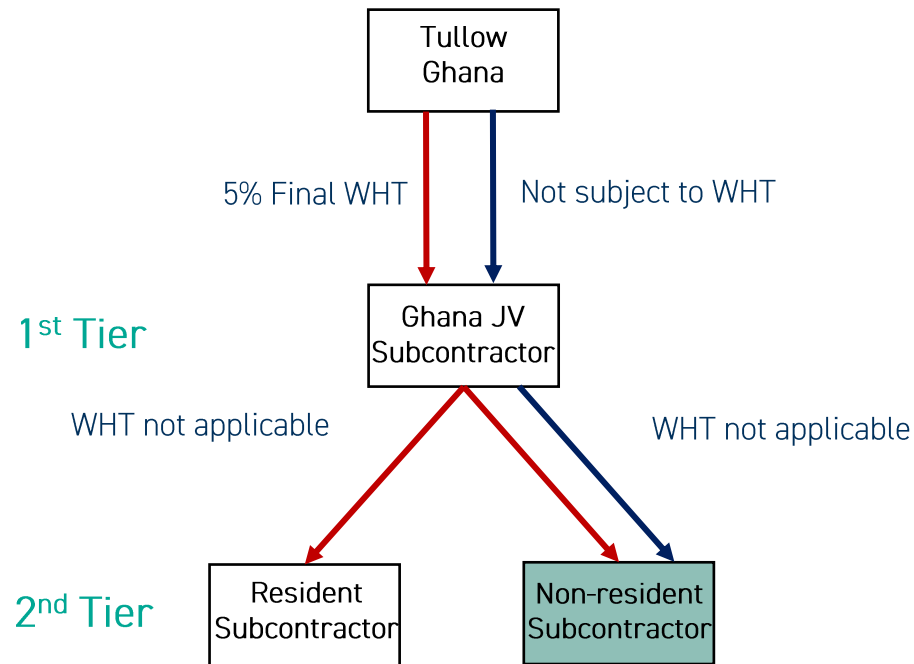 Tullow
Ghana
5% Final WHT
Not subject to WHT
1st Tier
Ghana JV
Subcontractor
WHT not applicable
WHT not applicable
2nd Tier
Resident
Subcontractor
Non-resident
Subcontractor